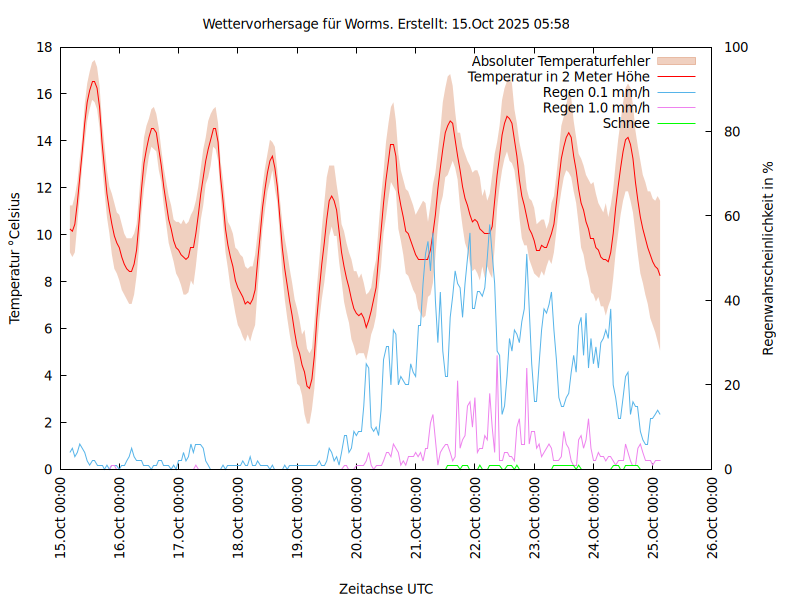 Wettervorhersage für Worms. Erstellt: 15.Oct 2025 05:58
Absoluter Temperaturfehler
Temperatur in 2 Meter Höhe
Regen 0.1 mm/h
Regen 1.0 mm/h
Schnee
Temperatur °Celsius
18
16
14
12
10
8
6
4
2
0
100
80
60
40
20
0
Regenwahrscheinlichkeit in %
15.Oct 00:00
16.Oct 00:00
17.Oct 00:00
18.Oct 00:00
19.Oct 00:00
20.Oct 00:00
21.Oct 00:00
22.Oct 00:00
23.Oct 00:00
24.Oct 00:00
25.Oct 00:00
26.Oct 00:00
Zeitachse UTC